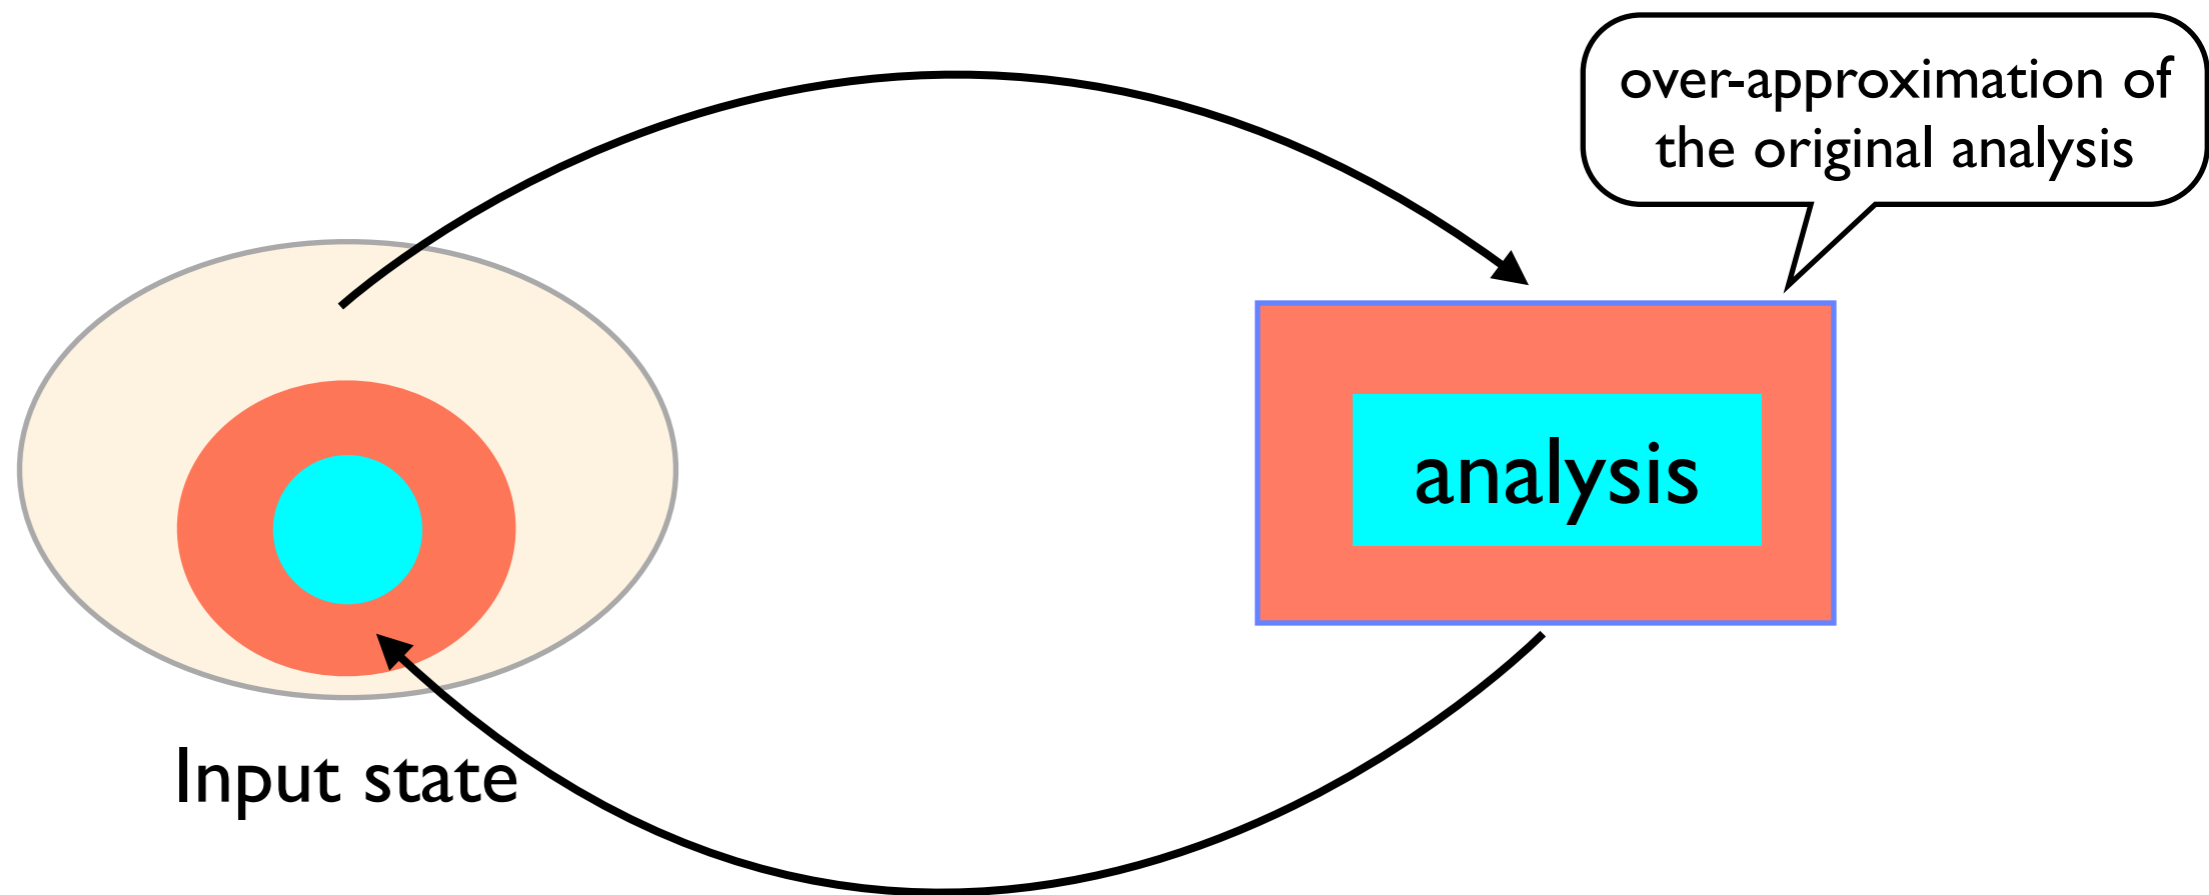 over-approximation of
the original analysis
analysis
Input state